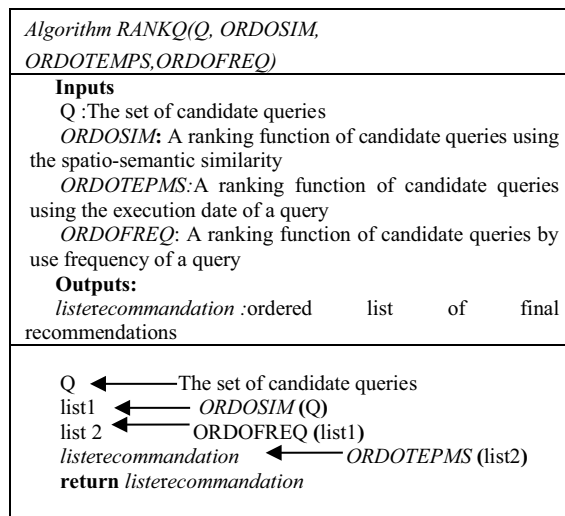 Algorithm RANKQ(Q, ORDOSIM,
ORDOTEMPS,ORDOFREQ)
Inputs
Q :The set of candidate queries
ORDOSIM: A ranking function of candidate queries using
the spatio-semantic similarity
ORDOTEPMS:A ranking function of candidate queries
using the execution date of a query
ORDOFREQ: A ranking function of candidate queries by
use frequency of a query
Outputs:
listerecommandation :ordered list of final
recommendations
Q ← The set of candidate queries
list1 ← ORDOSIM (Q)
list 2 ← ORDOFREQ (list1)
listerecommandation ← ORDOTEPMS (list2)
return listerecommandation